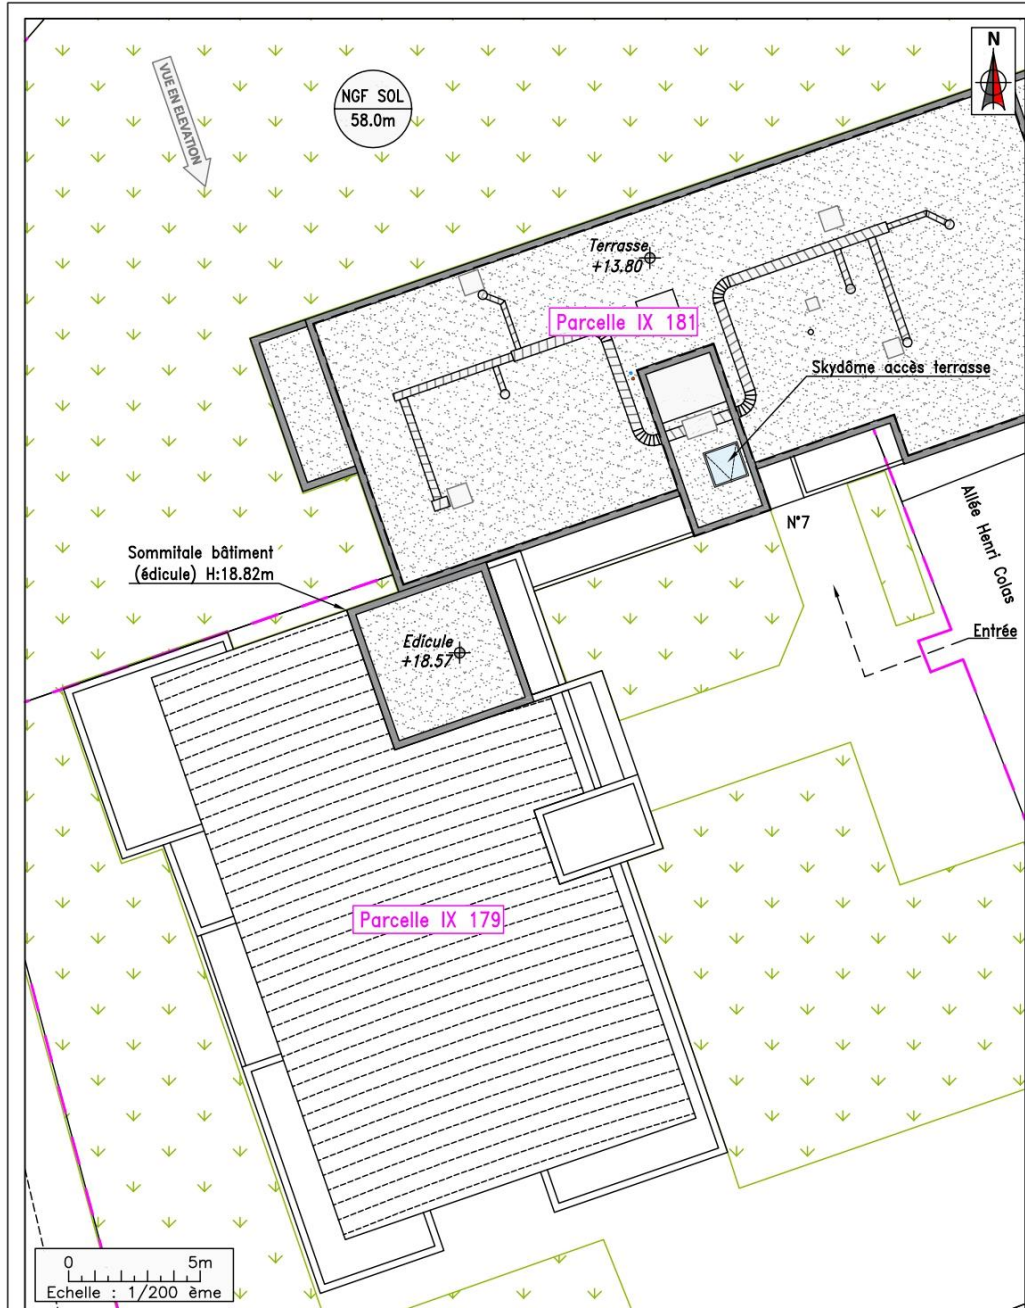 N
VUE EN ELEVATION
NGF SOL
58.0m
Terrasse
+13.80
Parcelle IX 181
Skydôme accès terrasse
N°7
Allée Henri Colas
Sommitale bâtiment
(édicule) H:18.82m
Entrée
Edicule
+18.57
Parcelle IX 179
0 5m
Echelle : 1/200 ème